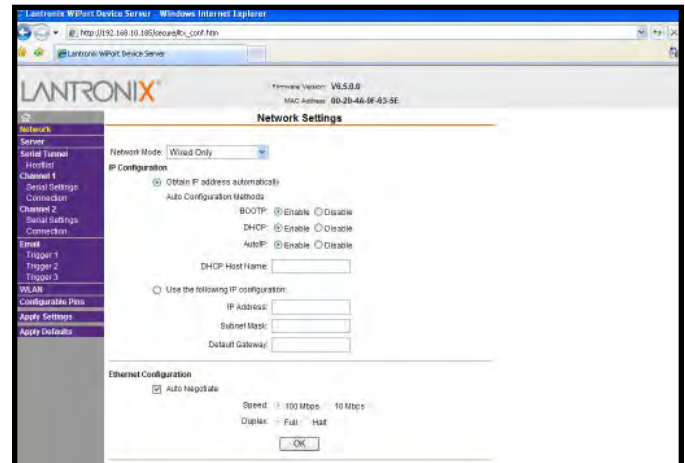 Lantronix WiPort Device Server - Windows Internet Explorer
http://192.168.10.185/secure/ltx_conf.htm
Lantronix WiPort Device Server
LANTRONIX
Firmware Version: V6.5.0.0
MAC Address: 00-20-4A-9F-63-5E
Network Settings
Network
Server
Serial Tunnel
Hostlist
Channel 1
Serial Settings
Connection
Channel 2
Serial Settings
Connection
Email
Trigger 1
Trigger 2
Trigger 3
WLAN
Configurable Pins
Apply Settings
Apply Defaults
Network Mode: Wired Only
IP Configuration
Obtain IP address automatically
Auto Configuration Methods
BOOTP: Enable Disable
DHCP: Enable Disable
AutoIP: Enable Disable
DHCP Host Name:
Use the following IP configuration:
IP Address:
Subnet Mask:
Default Gateway:
Ethernet Configuration
Auto Negotiate
Speed: 100 Mbps 10 Mbps
Duplex: Full Half
OK